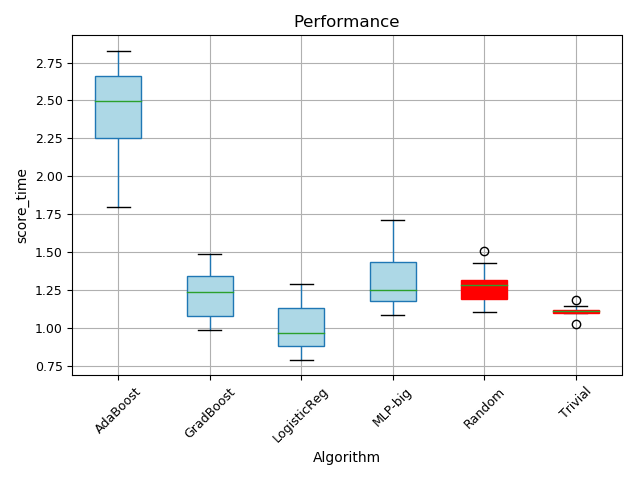 Performance
score_time
2.75
2.50
2.25
2.00
1.75
1.50
1.25
1.00
0.75
AdaBoost
GradBoost
LogisticReg
MLP-big
Random
Trivial
Algorithm